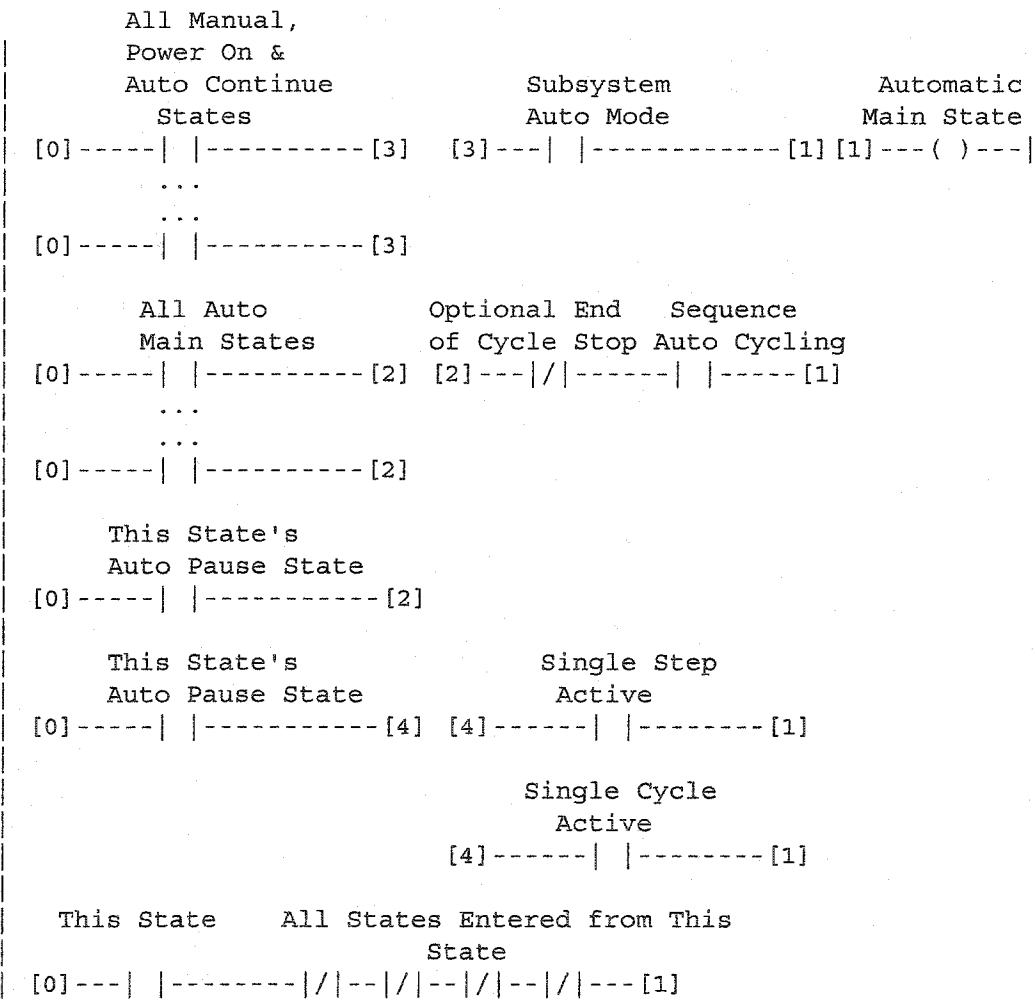 All Manual,
Power On &
Auto Continue Subsystem Automatic
States Auto Mode Main State
[0]-----| |----------[3] [3]---| |------------[1] [1]---( )---|
...
...
[0]-----| |----------[3]
All Auto Optional End Sequence
Main States of Cycle Stop Auto Cycling
[0]-----| |----------[2] [2]---|/|------| |-----[1]
...
...
[0]-----| |----------[2]
This State's
Auto Pause State
[0]-----| |-----------[2]
This State's Single Step
Auto Pause State Active
[0]-----| |-----------[4] [4]------| |--------[1]
Single Cycle
Active
[4]------| |--------[1]
This State All States Entered from This
State
[0]---| |--------|/|--|/|--|/|--|/|---[1]